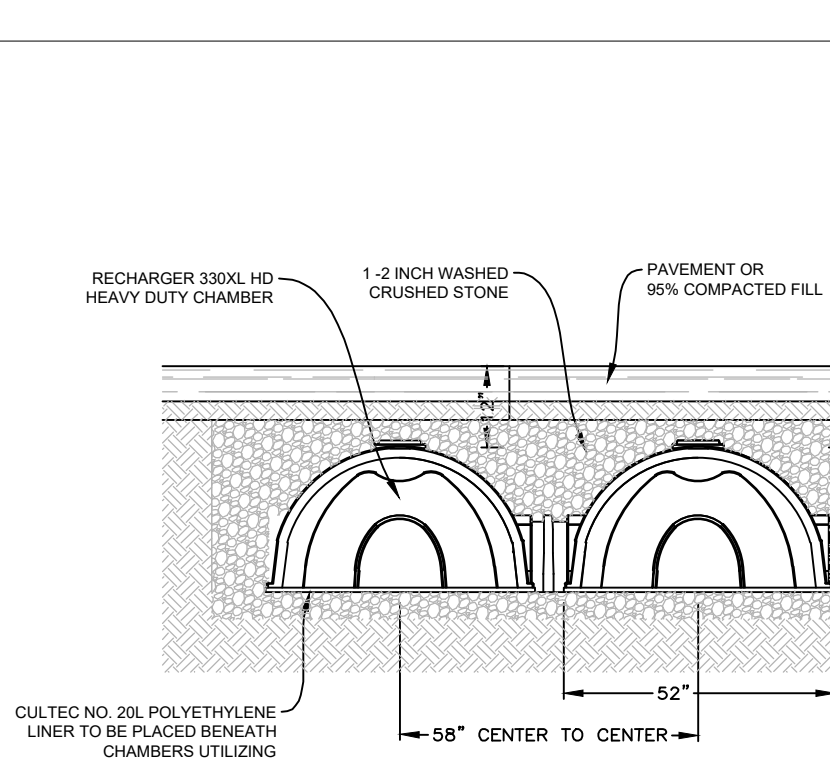 RECHARGER 330XL HD
HEAVY DUTY CHAMBER
1 -2 INCH WASHED
CRUSHED STONE
PAVEMENT OR
95% COMPACTED FILL
12"
52"
58" CENTER TO CENTER
CULTEC NO. 20L POLYETHYLENE
LINER TO BE PLACED BENEATH
CHAMBERS UTILIZING